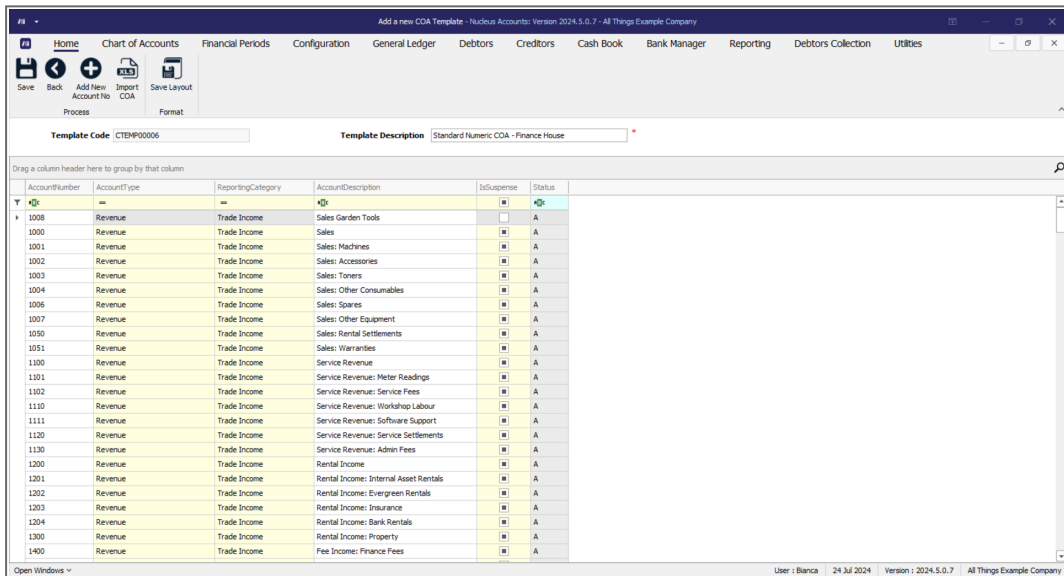 Add a new COA Template - Nucleus Accounts: Version 2024.5.0.7 - All Things Example Company
Home Chart of Accounts Financial Periods Configuration General Ledger Debtors Creditors Cash Book Bank Manager Reporting Debtors Collection Utilities
XLS
Save Back Add New Account No Import COA Save Layout
Process Format
Template Code CTEMP00006 Template Description Standard Numeric COA - Finance House *
Drag a column header here to group by that column
AccountNumber AccountType ReportingCategory AccountDescription IsSuspense Status
= =
1008 Revenue Trade Income Sales Garden Tools A
1000 Revenue Trade Income Sales A
1001 Revenue Trade Income Sales: Machines A
1002 Revenue Trade Income Sales: Accessories A
1003 Revenue Trade Income Sales: Toners A
1004 Revenue Trade Income Sales: Other Consumables A
1006 Revenue Trade Income Sales: Spares A
1007 Revenue Trade Income Sales: Other Equipment A
1050 Revenue Trade Income Sales: Rental Settlements A
1051 Revenue Trade Income Sales: Warranties A
1100 Revenue Trade Income Service Revenue A
1101 Revenue Trade Income Service Revenue: Meter Readings A
1102 Revenue Trade Income Service Revenue: Service Fees A
1110 Revenue Trade Income Service Revenue: Workshop Labour A
1111 Revenue Trade Income Service Revenue: Software Support A
1120 Revenue Trade Income Service Revenue: Service Settlements A
1130 Revenue Trade Income Service Revenue: Admin Fees A
1200 Revenue Trade Income Rental Income A
1201 Revenue Trade Income Rental Income: Internal Asset Rentals A
1202 Revenue Trade Income Rental Income: Evergreen Rentals A
1203 Revenue Trade Income Rental Income: Insurance A
1204 Revenue Trade Income Rental Income: Bank Rentals A
1300 Revenue Trade Income Rental Income: Property A
1400 Revenue Trade Income Fee Income: Finance Fees A
Open Windows User : Bianca 24 Jul 2024 Version : 2024.5.0.7 All Things Example Company